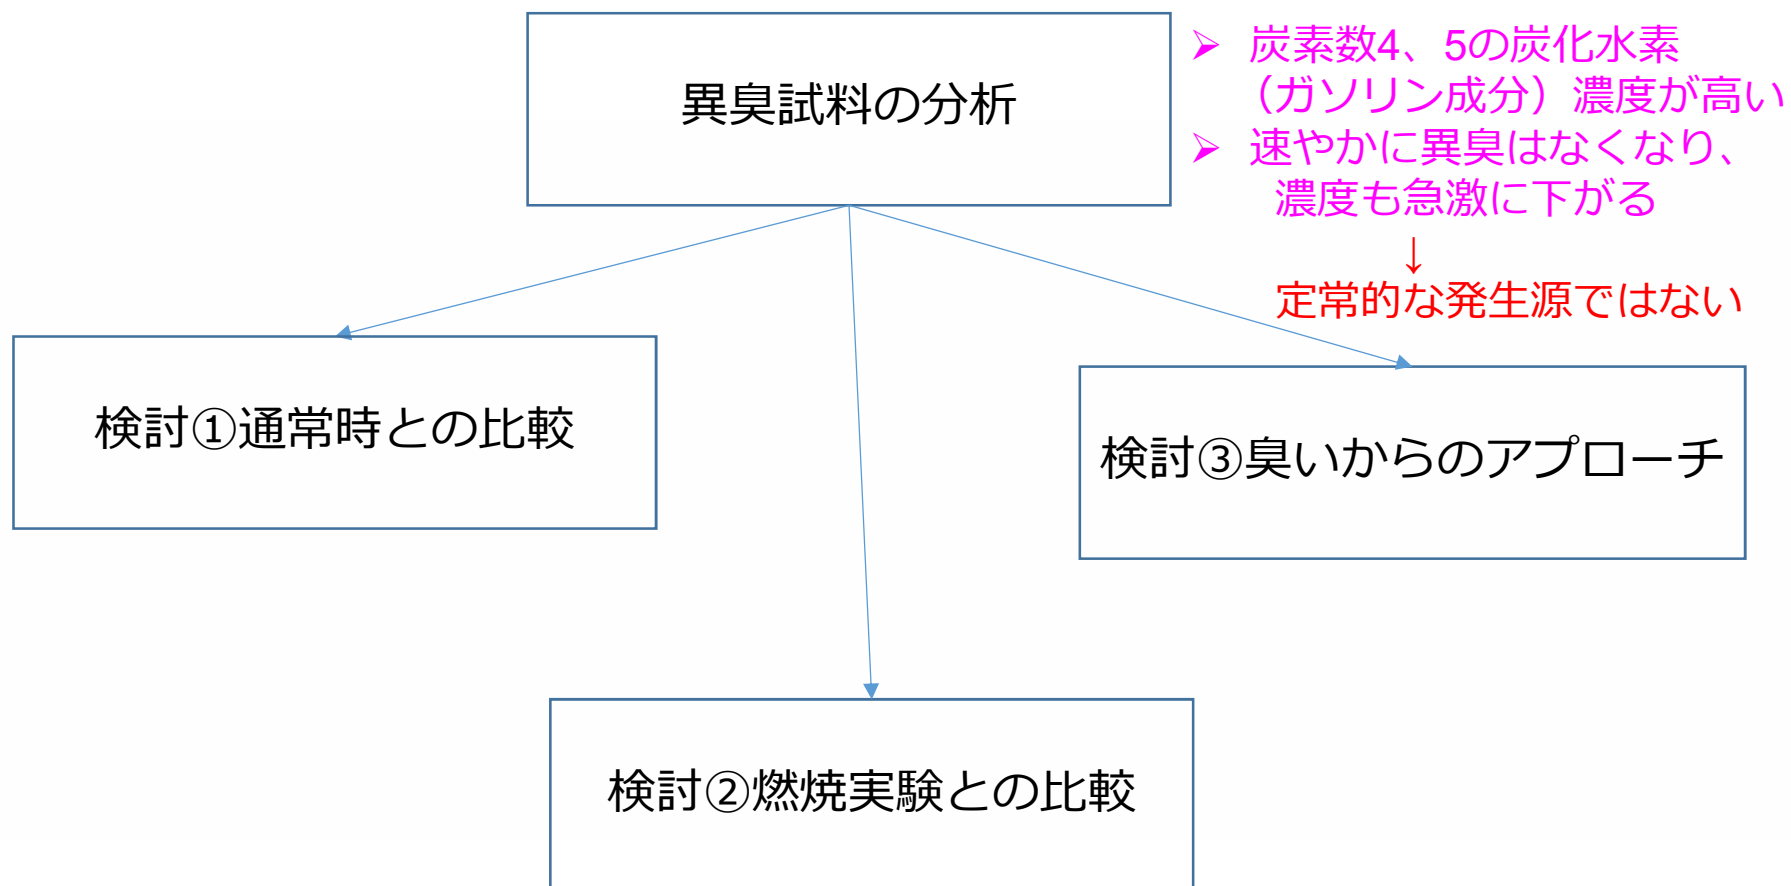 異臭試料の分析
➢ 炭素数4、5の炭化水素
（ガソリン成分）濃度が高い
➢ 速やかに異臭はなくなり、
濃度も急激に下がる
↓
定常的な発生源ではない
検討①通常時との比較
検討③臭いからのアプローチ
検討②燃焼実験との比較